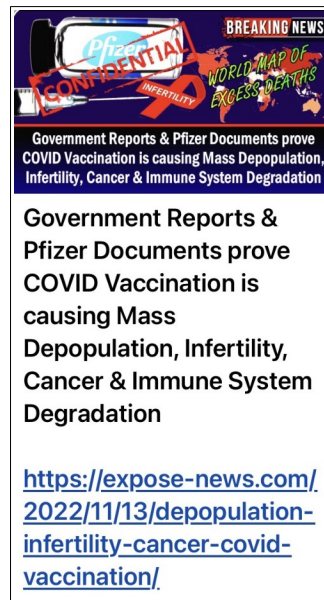 BREAKING NEWS
Pfizer
CONFIDENTIAL
INFERTILITY
WORLD MAP OF
EXCESS DEATHS
Government Reports & Pfizer Documents prove
COVID Vaccination is causing Mass Depopulation,
Infertility, Cancer & Immune System Degradation
Government Reports &
Pfizer Documents prove
COVID Vaccination is
causing Mass
Depopulation, Infertility,
Cancer & Immune System
Degradation
https://expose-news.com/
2022/11/13/depopulation-
infertility-cancer-covid-
vaccination/